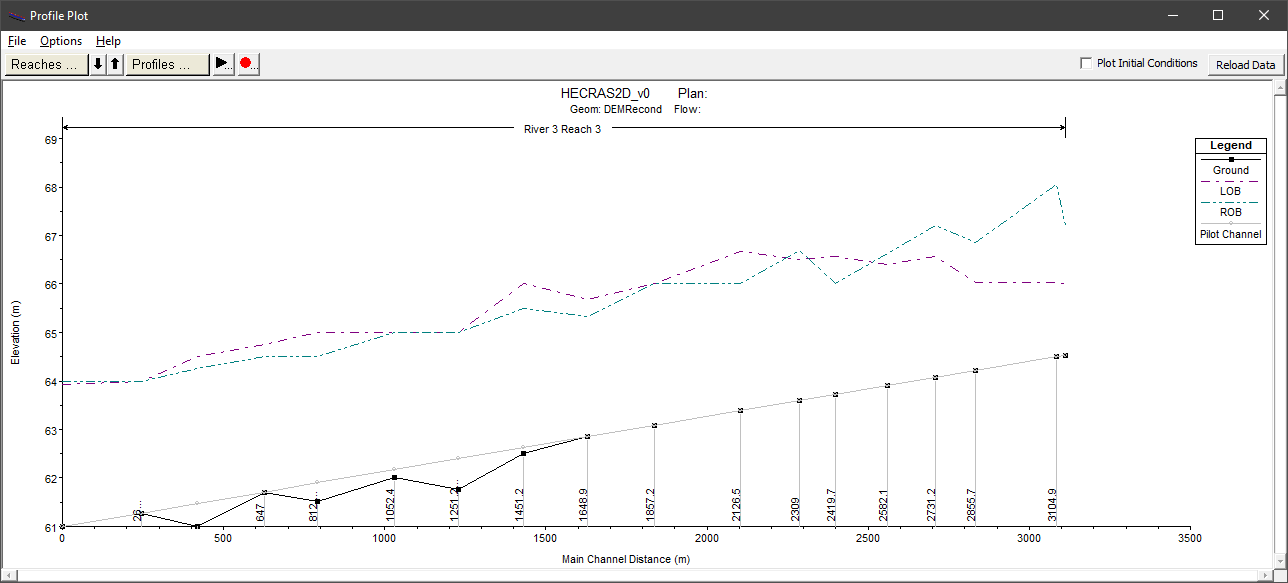 Profile Plot
File Options Help
Reaches ... Profiles ... ... ... Plot Initial Conditions Reload Data
HECRAS2D_v0 Plan:
Geom: DEMRecond Flow:
River 3 Reach 3
Legend
Ground
LOB
ROB
Pilot Channel
69
68
67
66
65
64
63
62
61
Elevation (m)
26...
647
812...
1052.4
1251.2
1451.2
1648.9
1857.2
2126.5
2309
2419.7
2582.1
2731.2
2855.7
3104.9
0 500 1000 1500 2000 2500 3000 3500
Main Channel Distance (m)